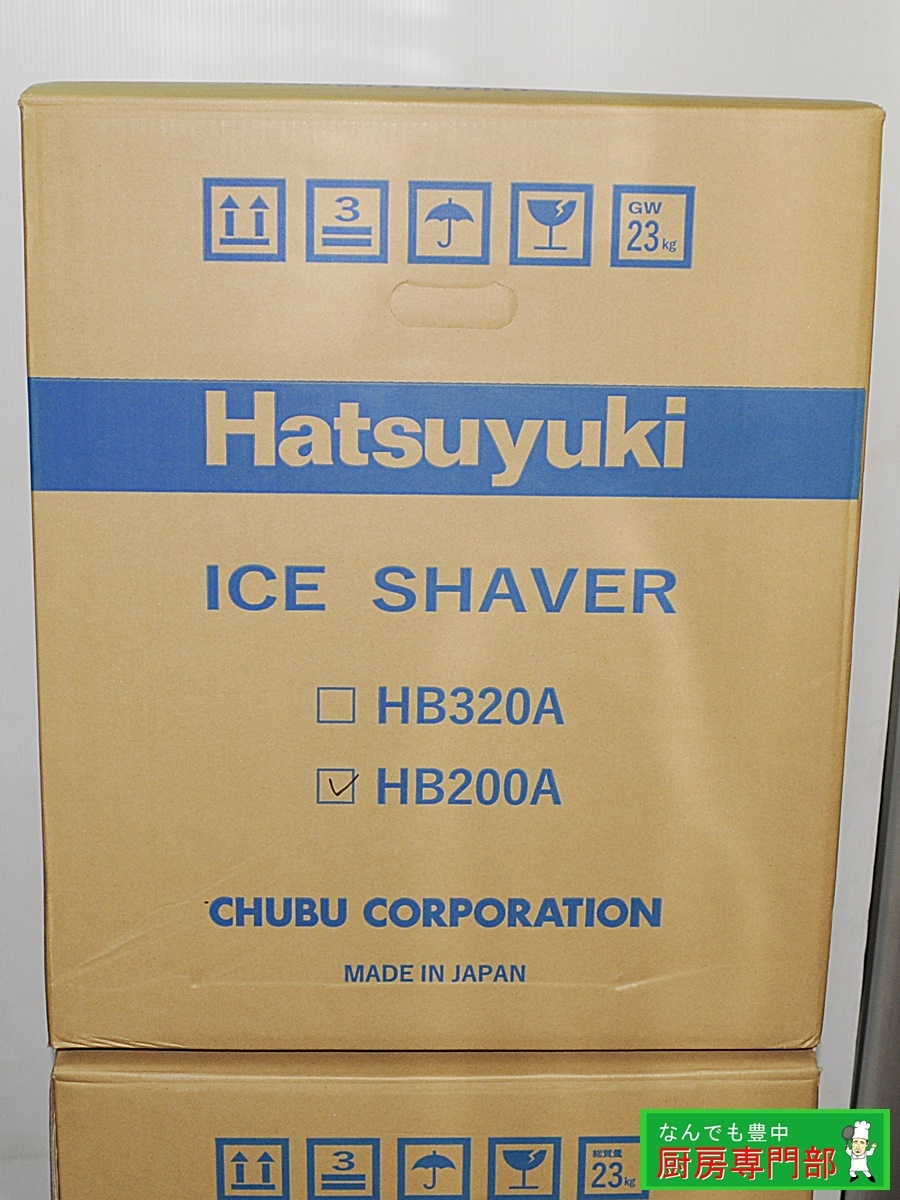 3
GW
23kg
Hatsuyuki
ICE SHAVER
HB320A
HB200A
CHUBU CORPORATION
MADE IN JAPAN
3
総質量
23kg
なんでも豊中
厨房専門部